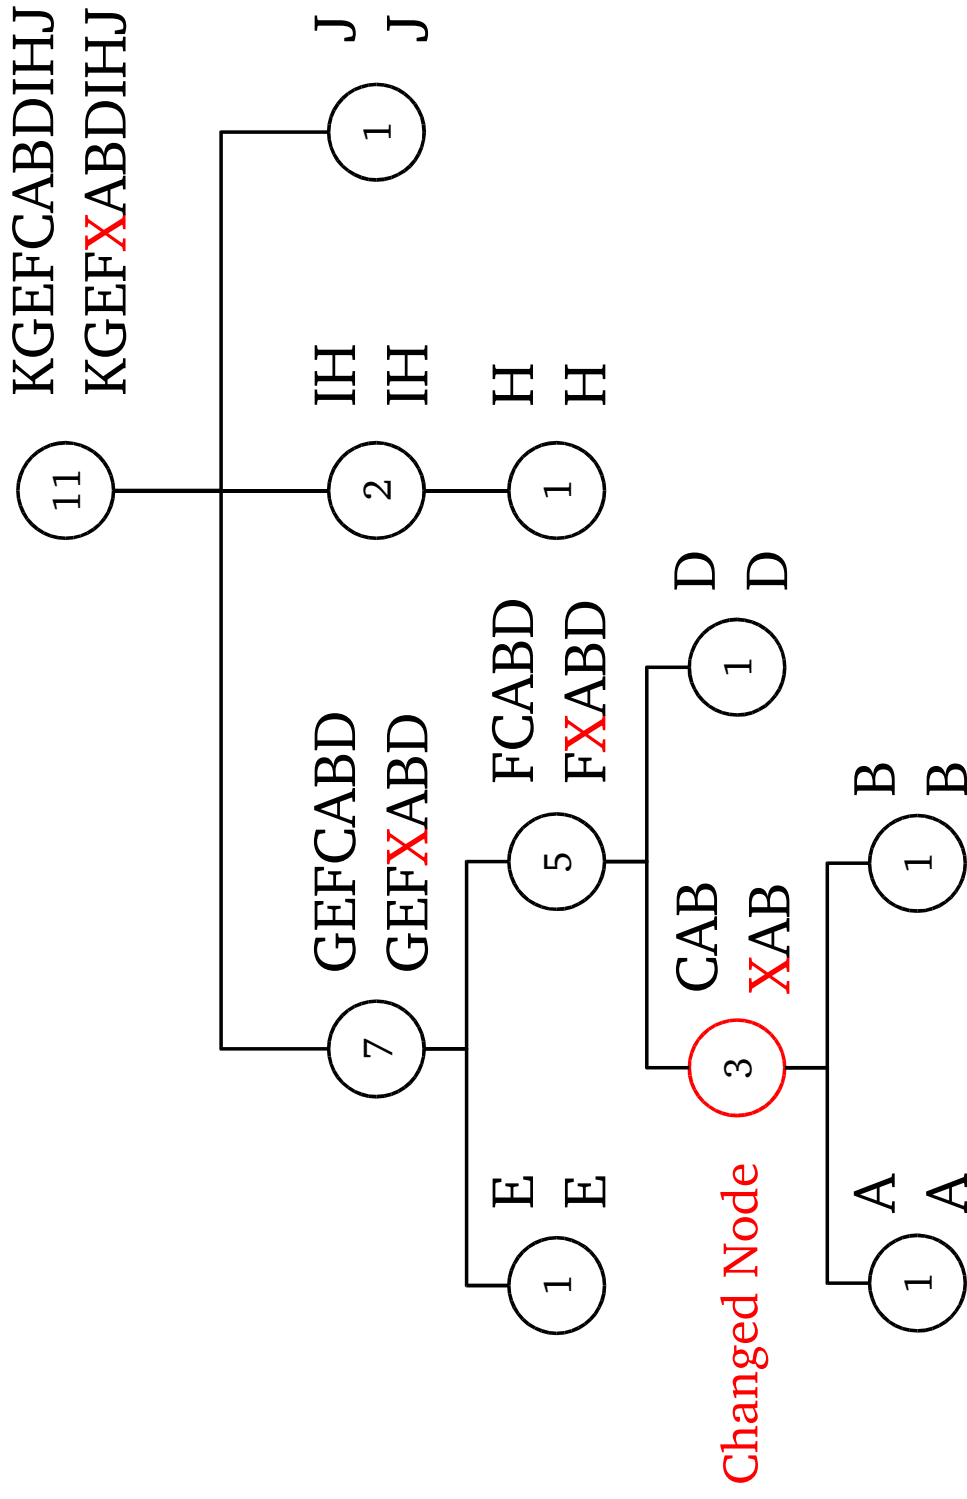 11
KGEFCABDIHJ
KGEFXABDIHJ
7
GEFCABD
GEFXABD
2
IH
IH
1
J
J
1
E
E
5
FCABD
FXABD
1
H
H
Changed Node
3
CAB
XAB
1
D
D
1
A
A
1
B
B